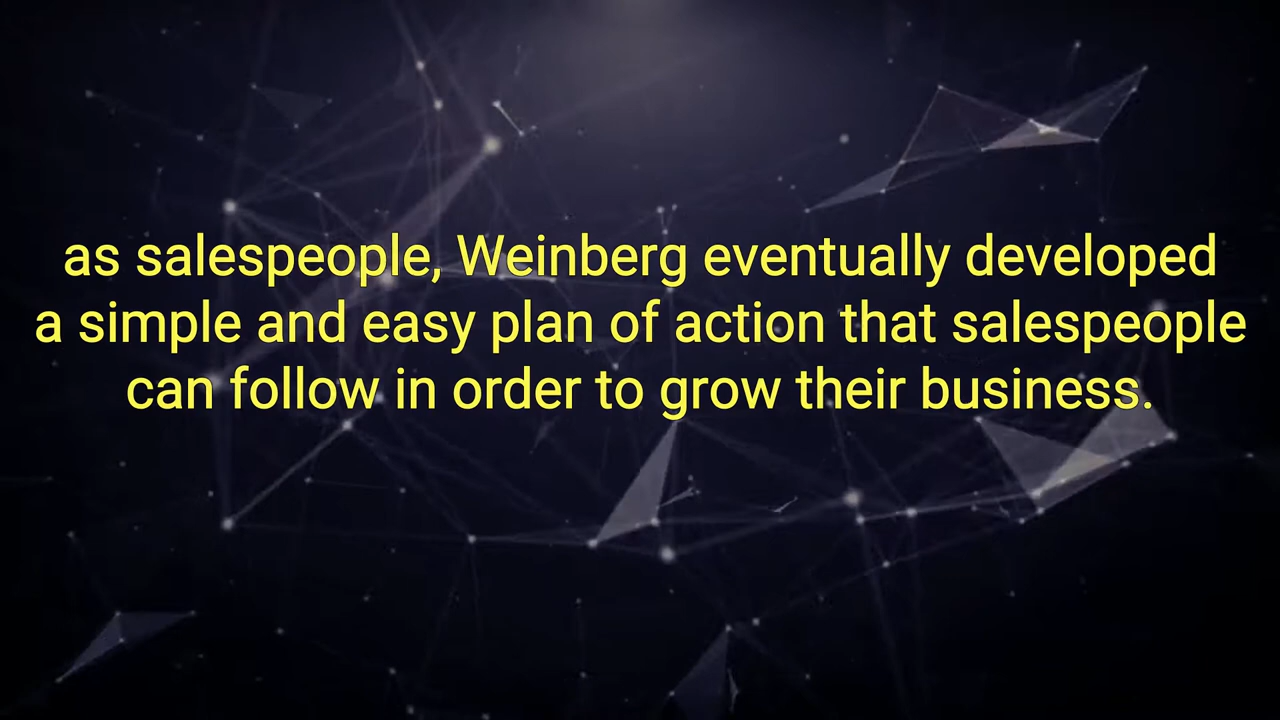 as salespeople, Weinberg eventually developed
a simple and easy plan of action that salespeople
can follow in order to grow their business.